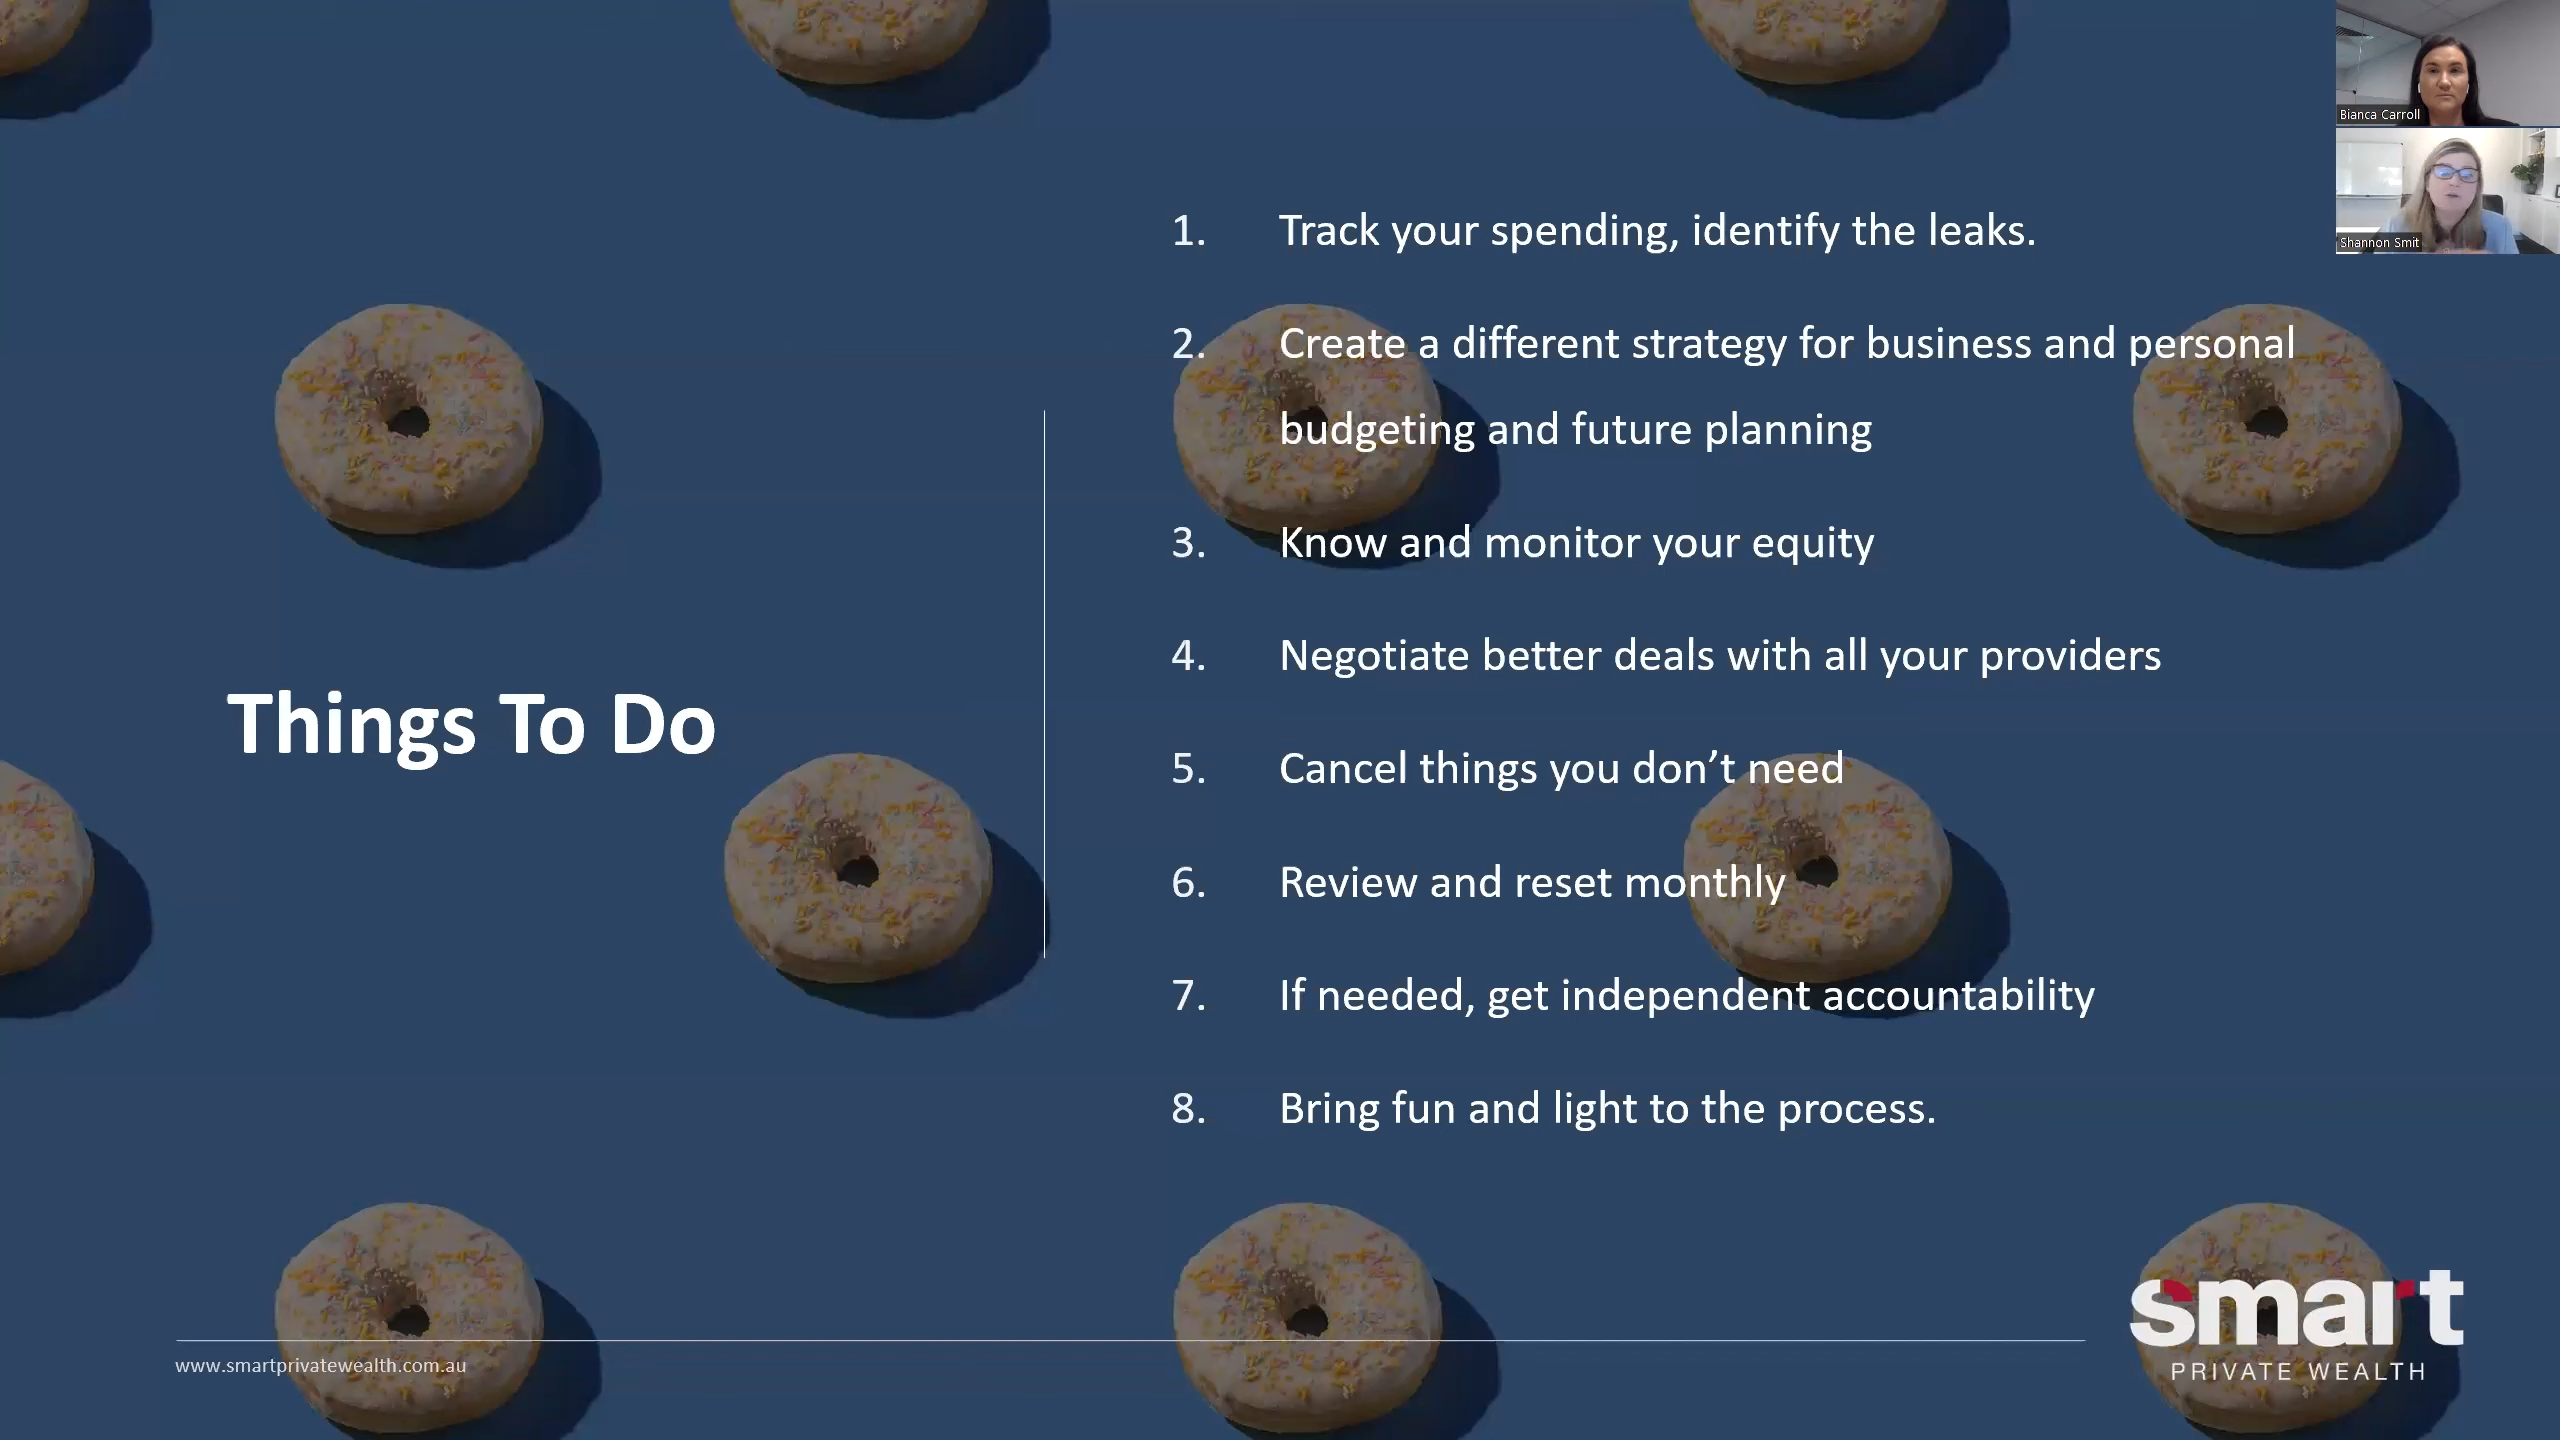 Bianca Carroll
Shannon Smit
Things To Do
1. Track your spending, identify the leaks.
2. Create a different strategy for business and personal
budgeting and future planning
3. Know and monitor your equity
4. Negotiate better deals with all your providers
5. Cancel things you don’t need
6. Review and reset monthly
7. If needed, get independent accountability
8. Bring fun and light to the process.
www.smartprivatewealth.com.au
smart
PRIVATE WEALTH